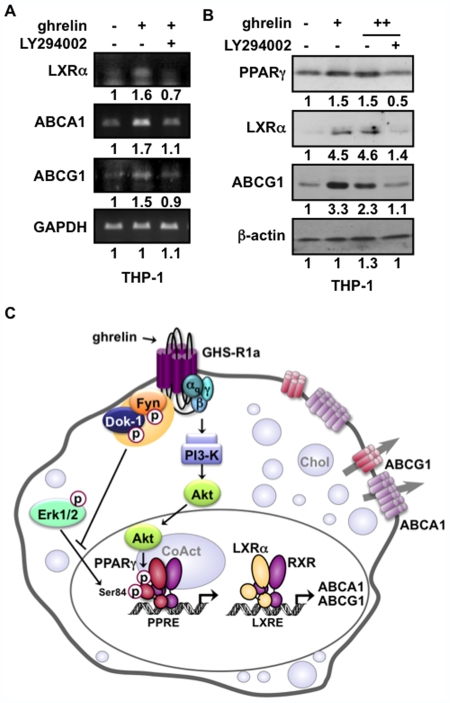 A
ghrelin - + +
LY294002 - - +
LXRα
1 1.6 0.7
ABCA1
1 1.7 1.1
ABCG1
1 1.5 0.9
GAPDH
1 1 1.1
THP-1
B
ghrelin - + ++
LY294002 - - - +
PPARγ
1 1.5 1.5 0.5
LXRα
1 4.5 4.6 1.4
ABCG1
1 3.3 2.3 1.1
β-actin
1 1 1.3 1
THP-1
C
ghrelin
GHS-R1a
αq γ
β
Fyn
p
Dok-1
p
PI3-K
Chol
ABCG1
ABCA1
p
Erk1/2
Akt
Akt
CoAct
PPARγ
p
Ser84 p
PPRE
LXRα
RXR
LXRE
ABCA1
ABCG1